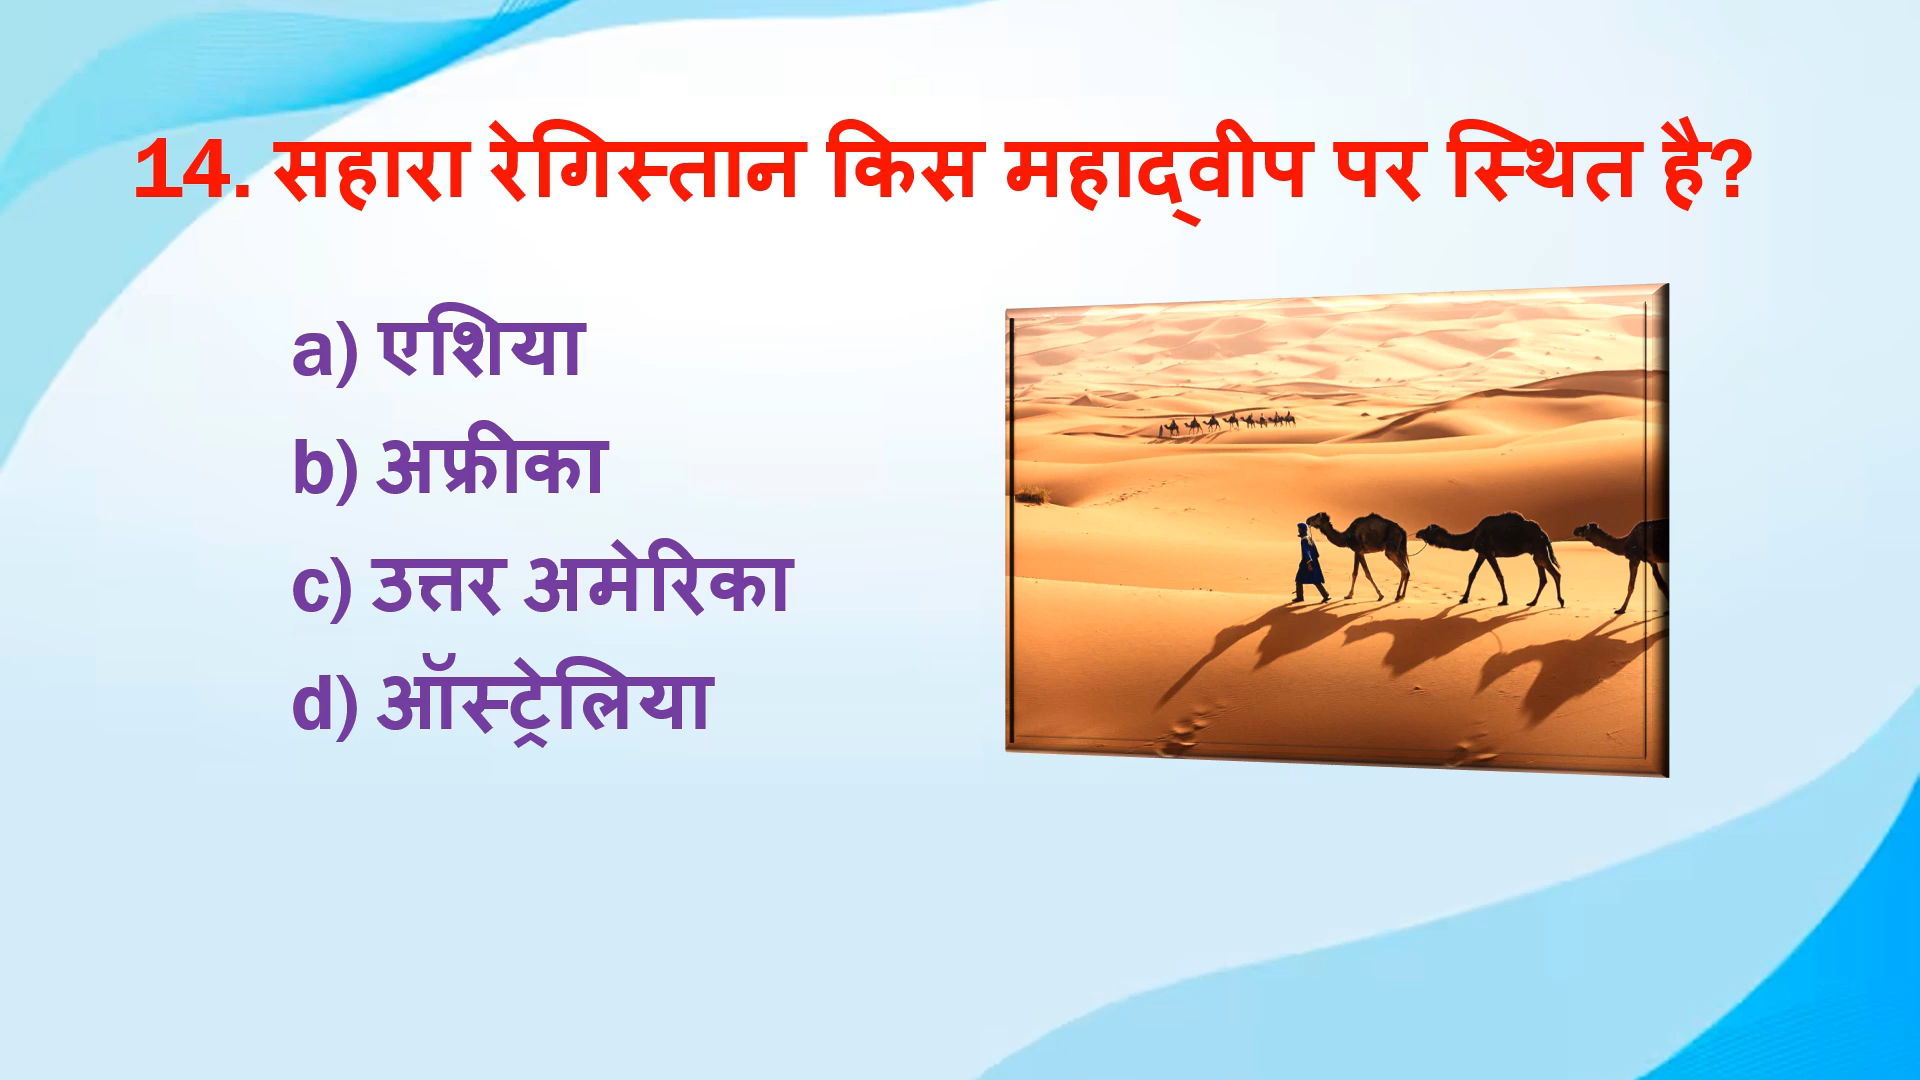 14. सहारा रेगिस्तान किस महाद्वीप पर स्थित है?
a) एशिया
b) अफ्रीका
c) उत्तर अमेरिका
d) ऑस्ट्रेलिया